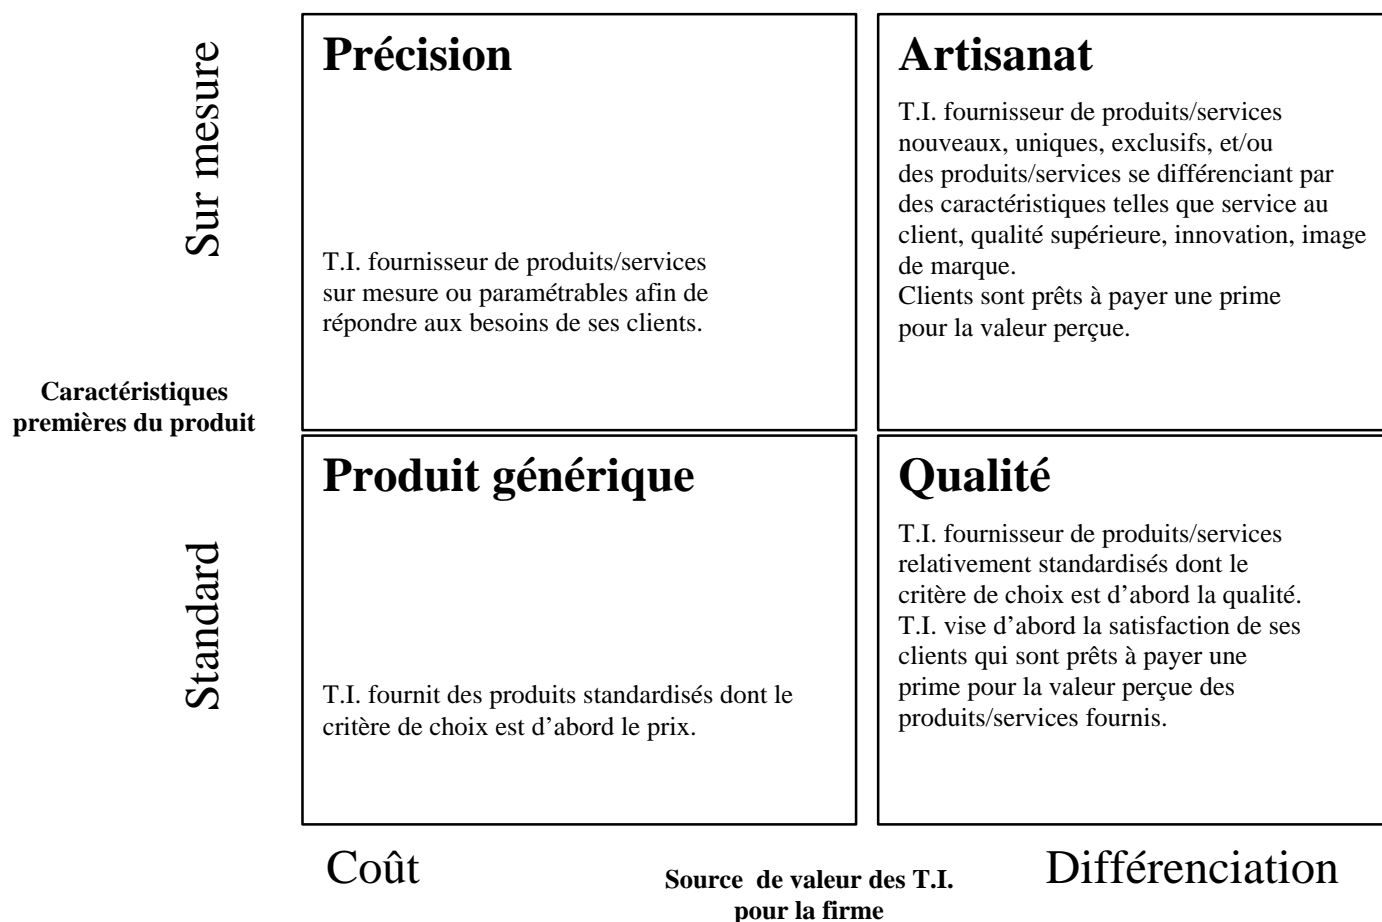 Sur mesure
Précision
T.I. fournisseur de produits/services
sur mesure ou paramétrables afin de
répondre aux besoins de ses clients.
Artisanat
T.I. fournisseur de produits/services
nouveaux, uniques, exclusifs, et/ou
des produits/services se différenciant par
des caractéristiques telles que service au
client, qualité supérieure, innovation, image
de marque.
Clients sont prêts à payer une prime
pour la valeur perçue.
Caractéristiques
premières du produit
Standard
Produit générique
T.I. fournit des produits standardisés dont le
critère de choix est d’abord le prix.
Qualité
T.I. fournisseur de produits/services
relativement standardisés dont le
critère de choix est d’abord la qualité.
T.I. vise d’abord la satisfaction de ses
clients qui sont prêts à payer une
prime pour la valeur perçue des
produits/services fournis.
Coût
Source de valeur des T.I.
pour la firme
Différenciation